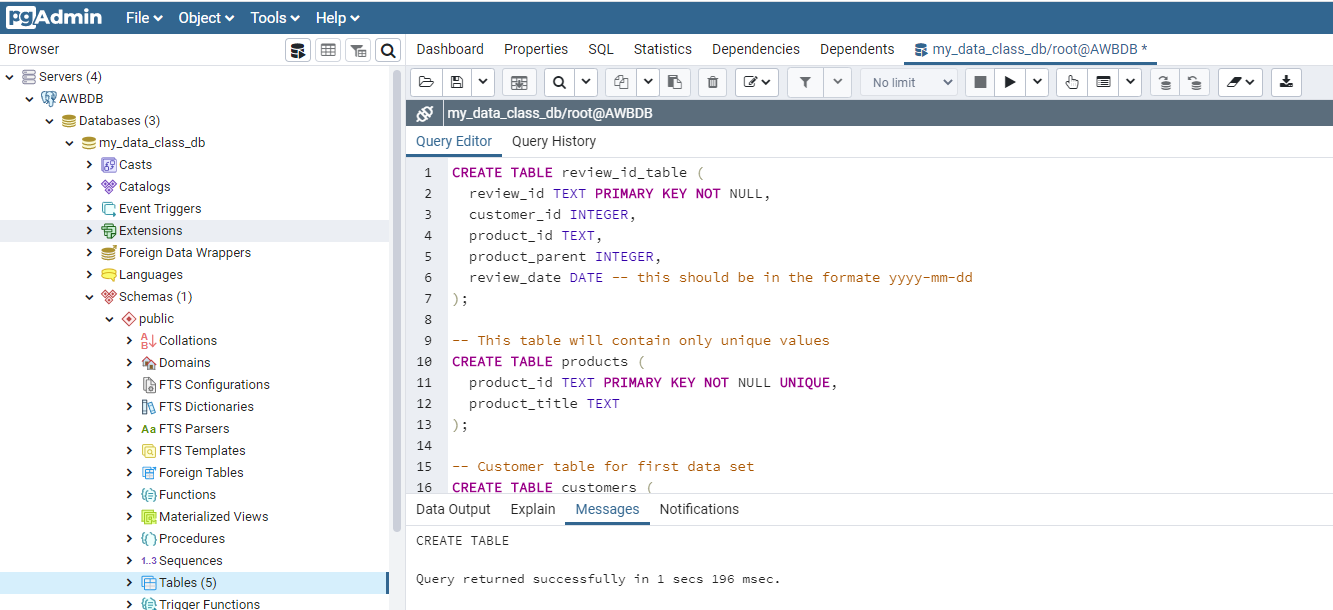 pgAdmin File Object Tools Help
Browser
Dashboard Properties SQL Statistics Dependencies Dependents my_data_class_db/root@AWBDB *
Servers (4)
AWBDB
Databases (3)
my_data_class_db
Casts
Catalogs
Event Triggers
Extensions
Foreign Data Wrappers
Languages
Schemas (1)
public
A
B
Collations
Domains
FTS Configurations
FTS Dictionaries
Aa FTS Parsers
FTS Templates
Foreign Tables
Functions
Materialized Views
Procedures
1..3 Sequences
Tables (5)
Trigger Functions
No limit
my_data_class_db/root@AWBDB
Query Editor Query History
1 CREATE TABLE review_id_table (
2 review_id TEXT PRIMARY KEY NOT NULL,
3 customer_id INTEGER,
4 product_id TEXT,
5 product_parent INTEGER,
6 review_date DATE -- this should be in the formate yyyy-mm-dd
7 );
8
9 -- This table will contain only unique values
10 CREATE TABLE products (
11 product_id TEXT PRIMARY KEY NOT NULL UNIQUE,
12 product_title TEXT
13 );
14
15 -- Customer table for first data set
16 CREATE TABLE customers (
Data Output Explain Messages Notifications
CREATE TABLE
Query returned successfully in 1 secs 196 msec.